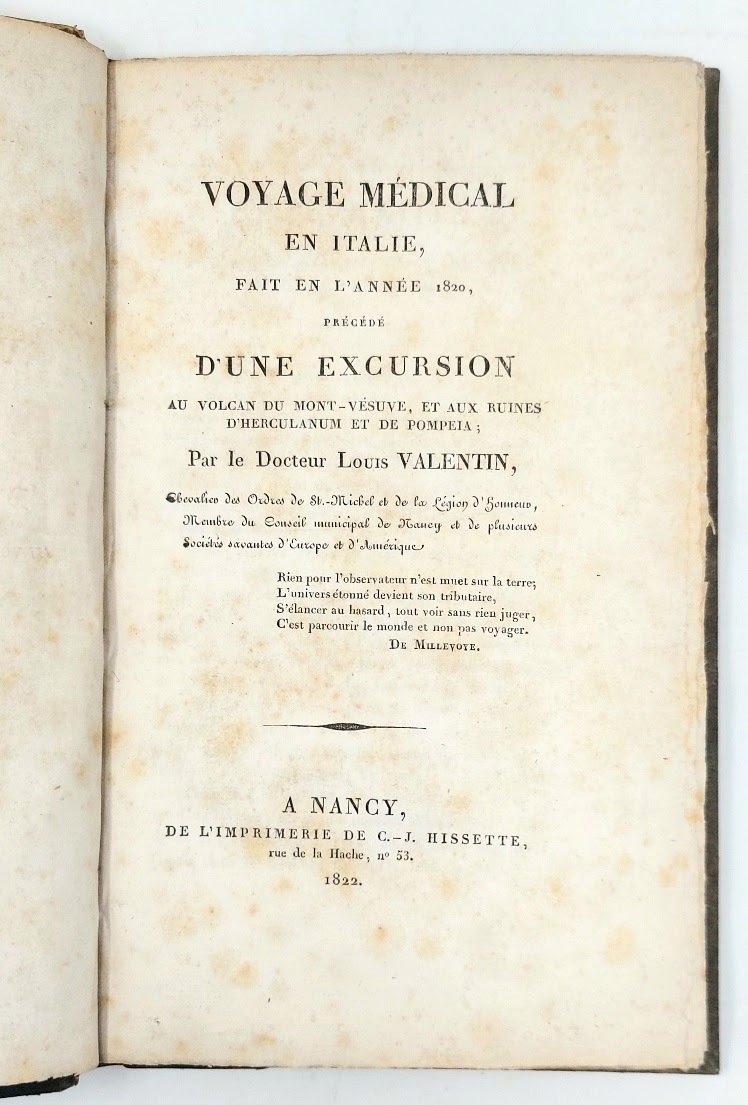 VOYAGE MÉDICAL
EN ITALIE,
FAIT EN L'ANNÉE 1820,
PRÉCÉDÉ
D'UNE EXCURSION
AU VOLCAN DU MONT-VÉSUVE, ET AUX RUINES
D'HERCULANUM ET DE POMPEIA ;
Par le Docteur Louis VALENTIN,
Chevalier des Ordres de St.-Michel et de la Légion d'Honneur,
Membre du Conseil municipal de Nancy et de plusieurs
Sociétés savantes d'Europe et d'Amérique
Rien pour l'observateur n'est muet sur la terre;
L'univers étonné devient son tributaire,
S'élancer au hasard, tout voir sans rien juger,
C'est parcourir le monde et non pas voyager.
De Millevoye.
A NANCY,
DE L'IMPRIMERIE DE C.-J. HISSETTE,
rue de la Hache, nº 53.
1822.